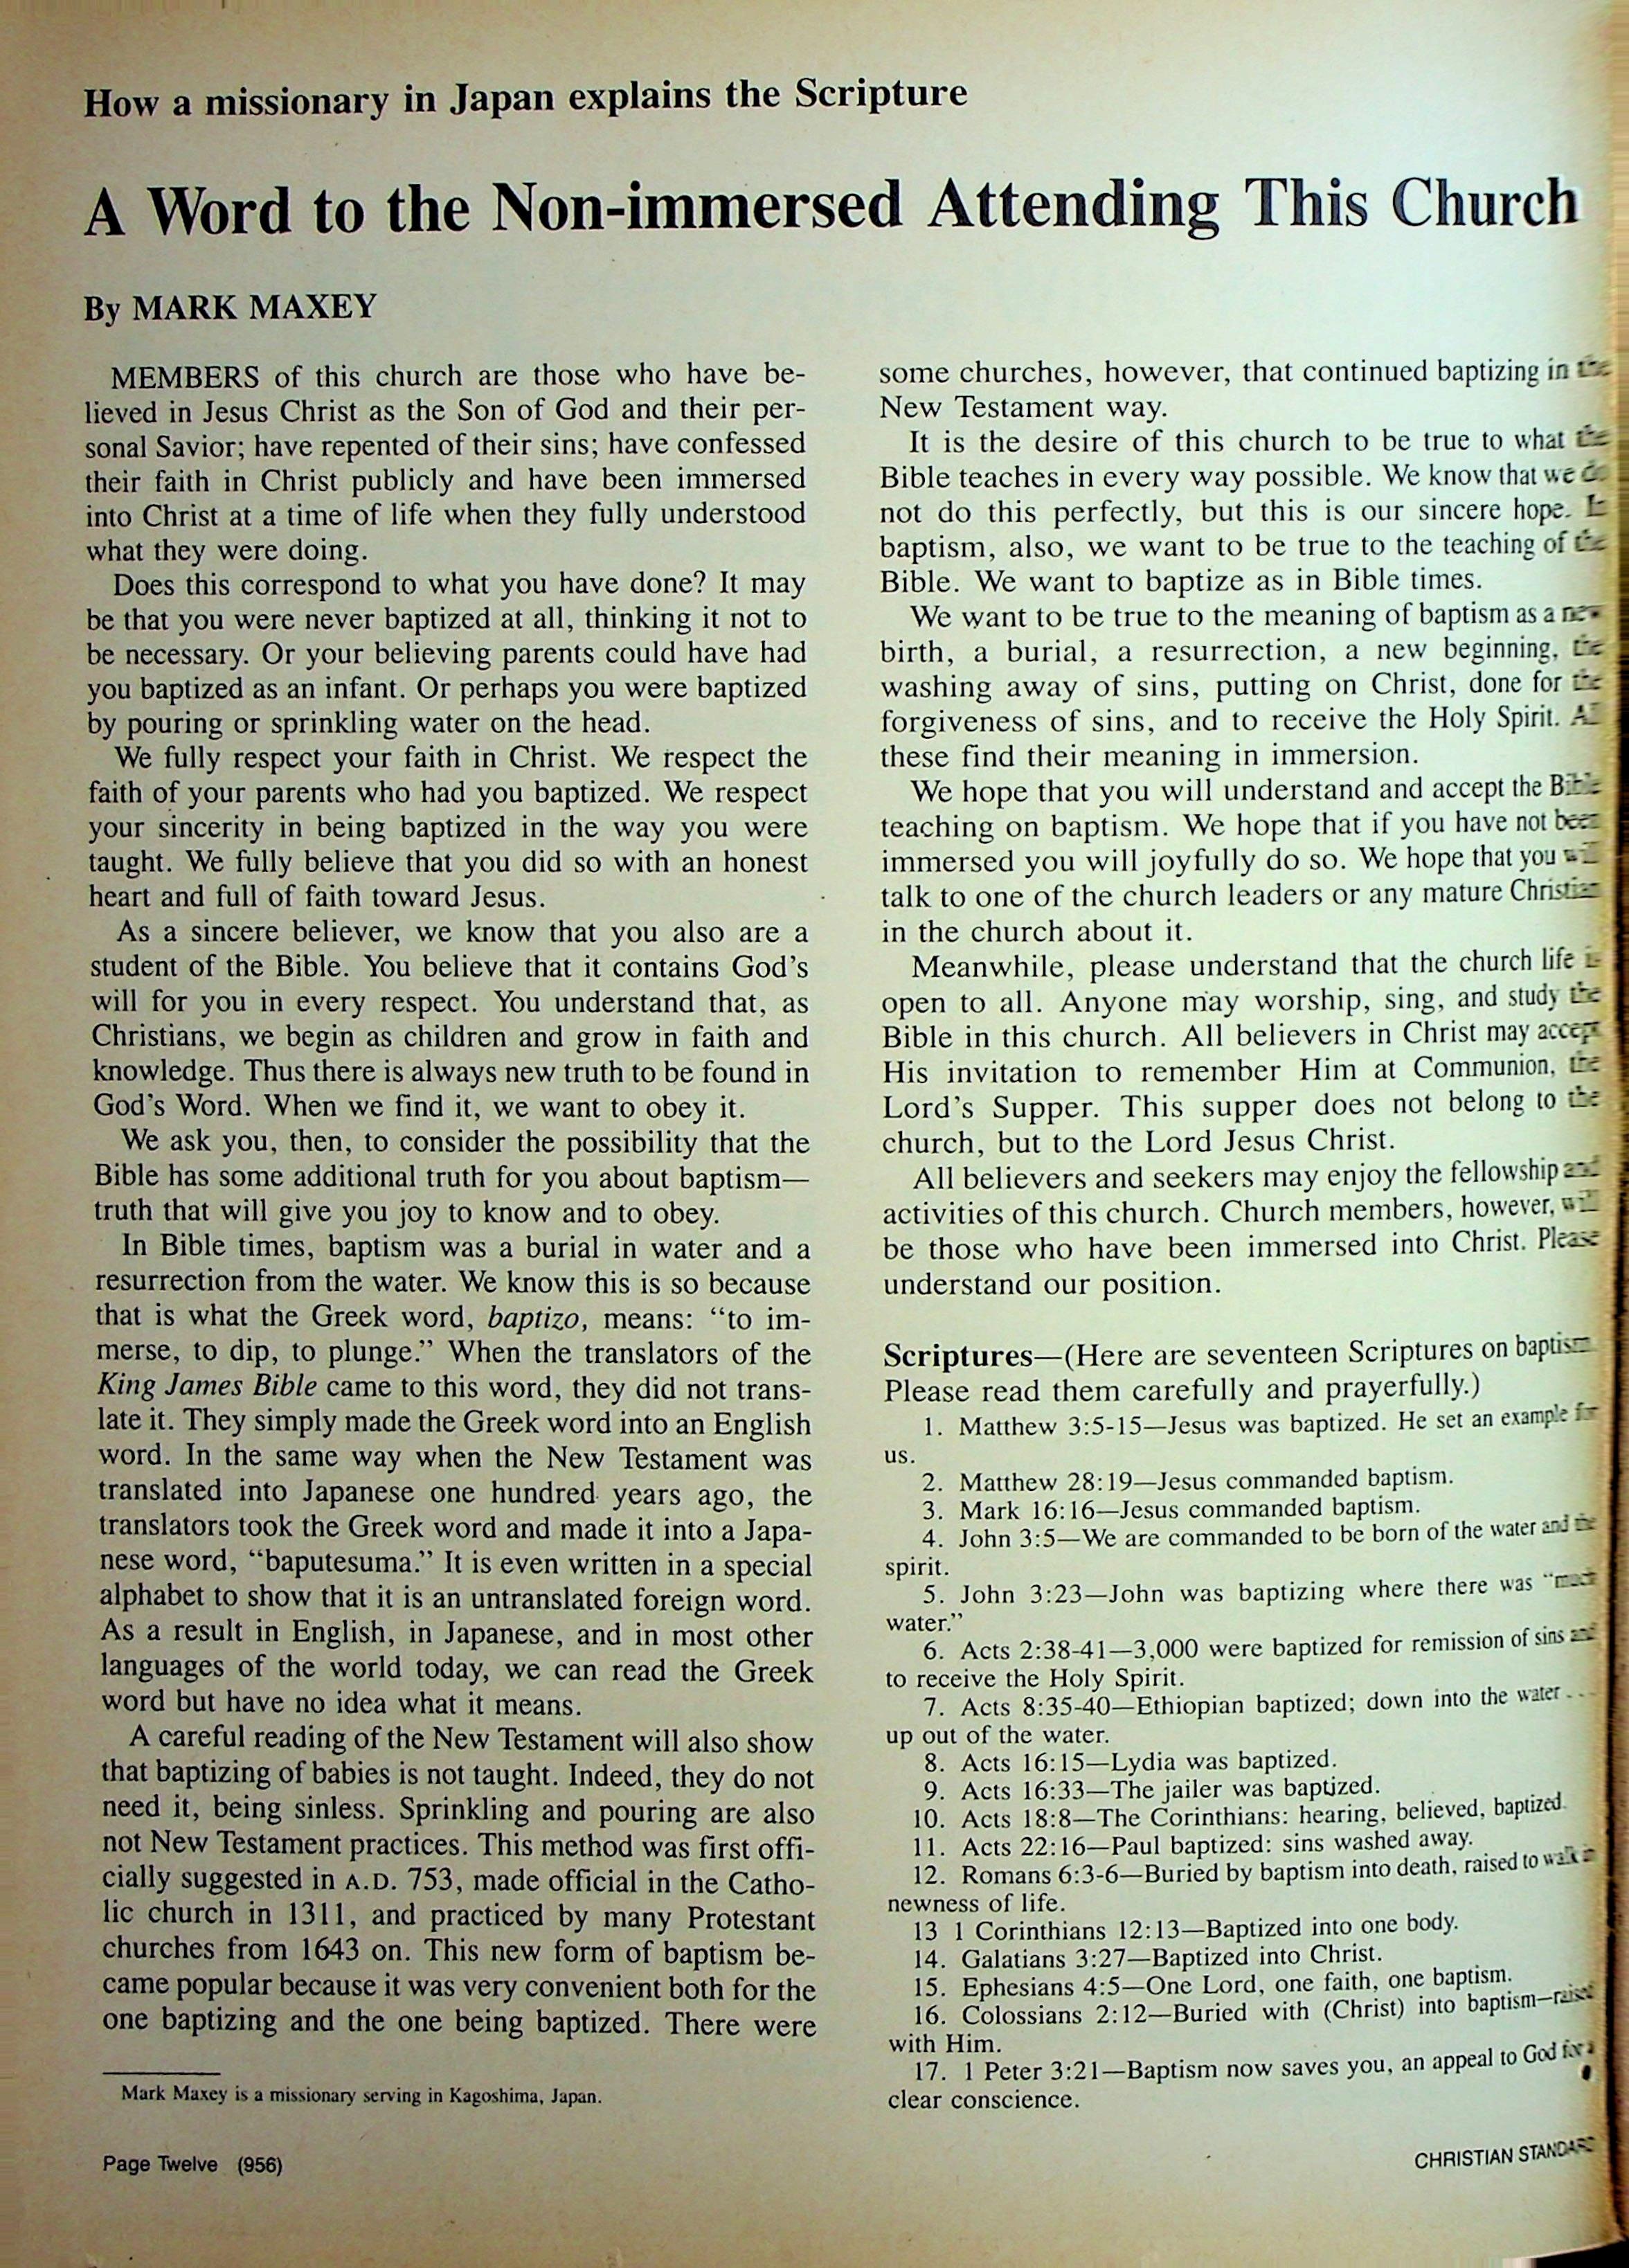 How a missionary in Japan explains the Scripture
A Word to the Non-immersed Attending This Church
By MARK MAXEY
MEMBERS of this church are those who have be-
lieved in Jesus Christ as the Son of God and their per-
sonal Savior; have repented of their sins; have confessed
their faith in Christ publicly and have been immersed
into Christ at a time of life when they fully understood
what they were doing.
Does this correspond to what you have done? It may
be that you were never baptized at all, thinking it not to
be necessary. Or your believing parents could have had
you baptized as an infant. Or perhaps you were baptized
by pouring or sprinkling water on the head.
We fully respect your faith in Christ. We respect the
faith of your parents who had you baptized. We respect
your sincerity in being baptized in the way you were
taught. We fully believe that you did so with an honest
heart and full of faith toward Jesus.
As a sincere believer, we know that you also are a
student of the Bible. You believe that it contains God's
will for you in every respect. You understand that, as
Christians, we begin as children and grow in faith and
knowledge. Thus there is always new truth to be found in
God's Word. When we find it, we want to obey it.
We ask you, then, to consider the possibility that the
Bible has some additional truth for you about baptism—
truth that will give you joy to know and to obey.
In Bible times, baptism was a burial in water and a
resurrection from the water. We know this is so because
that is what the Greek word, baptizo, means: "to im-
merse, to dip, to plunge." When the translators of the
King James Bible came to this word, they did not trans-
late it. They simply made the Greek word into an English
word. In the same way when the New Testament was
translated into Japanese one hundred years ago, the
translators took the Greek word and made it into a Japa-
nese word, "baputesuma." It is even written in a special
alphabet to show that it is an untranslated foreign word.
As a result in English, in Japanese, and in most other
languages of the world today, we can read the Greek
word but have no idea what it means.
A careful reading of the New Testament will also show
that baptizing of babies is not taught. Indeed, they do not
need it, being sinless. Sprinkling and pouring are also
not New Testament practices. This method was first offi-
cially suggested in A.D. 753, made official in the Catho-
lic church in 1311, and practiced by many Protestant
churches from 1643 on. This new form of baptism be-
came popular because it was very convenient both for the
one baptizing and the one being baptized. There were
Mark Maxey is a missionary serving in Kagoshima, Japan.
Page Twelve (956)
some churches, however, that continued baptizing in the
New Testament way.
It is the desire of this church to be true to what the
Bible teaches in every way possible. We know that we do
not do this perfectly, but this is our sincere hope. In
baptism, also, we want to be true to the teaching of the
Bible. We want to baptize as in Bible times.
We want to be true to the meaning of baptism as a new
birth, a burial, a resurrection, a new beginning, the
washing away of sins, putting on Christ, done for the
forgiveness of sins, and to receive the Holy Spirit. All
these find their meaning in immersion.
We hope that you will understand and accept the Bible
teaching on baptism. We hope that if you have not been
immersed you will joyfully do so. We hope that you will
talk to one of the church leaders or any mature Christian
in the church about it.
Meanwhile, please understand that the church life is
open to all. Anyone may worship, sing, and study the
Bible in this church. All believers in Christ may accept
His invitation to remember Him at Communion, the
Lord's Supper. This supper does not belong to the
church, but to the Lord Jesus Christ.
All believers and seekers may enjoy the fellowship and
activities of this church. Church members, however, will
be those who have been immersed into Christ. Please
understand our position.
Scriptures—(Here are seventeen Scriptures on baptism
Please read them carefully and prayerfully.)
1. Matthew 3:5-15—Jesus was baptized. He set an example for
us.
2. Matthew 28:19—Jesus commanded baptism.
3. Mark 16:16—Jesus commanded baptism.
4. John 3:5—We are commanded to be born of the water and the
spirit.
5. John 3:23—John was baptizing where there was "much
water."
6. Acts 2:38-41—3,000 were baptized for remission of sins and
to receive the Holy Spirit.
7. Acts 8:35-40—Ethiopian baptized; down into the water . . .
up out of the water.
8. Acts 16:15—Lydia was baptized.
9. Acts 16:33—The jailer was baptized.
10. Acts 18:8—The Corinthians: hearing, believed, baptized.
11. Acts 22:16—Paul baptized: sins washed away.
12. Romans 6:3-6—Buried by baptism into death, raised to walk in
newness of life.
13 1 Corinthians 12:13—Baptized into one body.
14. Galatians 3:27—Baptized into Christ.
15. Ephesians 4:5—One Lord, one faith, one baptism.
16. Colossians 2:12—Buried with (Christ) into baptism—raised
with Him.
17. 1 Peter 3:21—Baptism now saves you, an appeal to God for a
clear conscience.
CHRISTIAN STANDARD